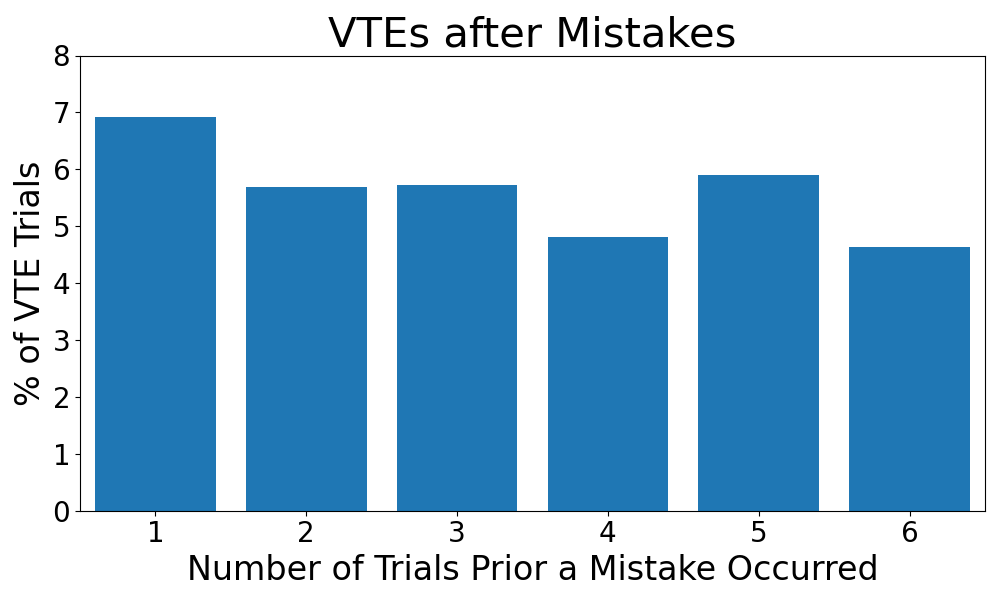 VTEs after Mistakes
8
7
6
5
4
3
2
1
0
% of VTE Trials
1 2 3 4 5 6
Number of Trials Prior a Mistake Occurred